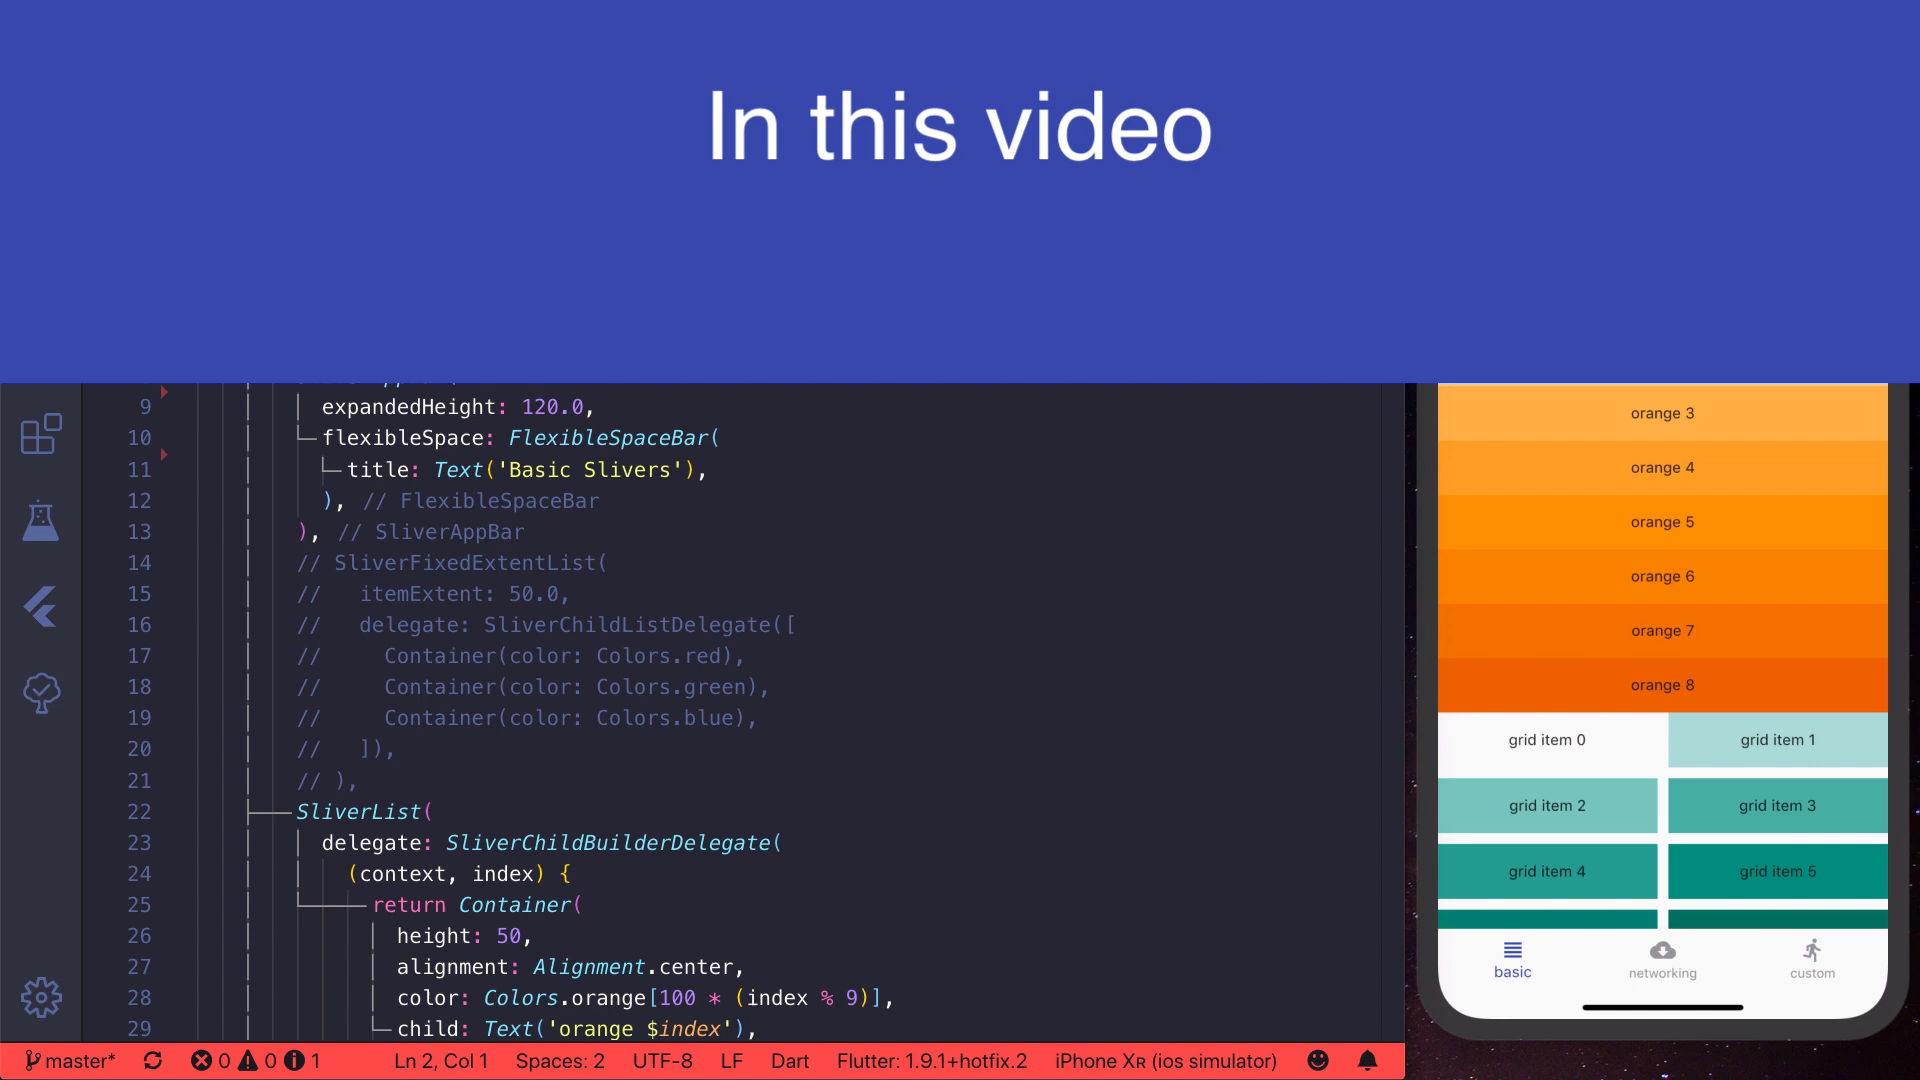 In this video
9 expandedHeight: 120.0,
10 flexibleSpace: FlexibleSpaceBar(
11 title: Text('Basic Slivers'),
12 ), // FlexibleSpaceBar
13 ), // SliverAppBar
14 // SliverFixedExtentList(
15 //   itemExtent: 50.0,
16 //   delegate: SliverChildListDelegate([
17 //     Container(color: Colors.red),
18 //     Container(color: Colors.green),
19 //     Container(color: Colors.blue),
20 //   ]),
21 // ),
22 SliverList(
23 delegate: SliverChildBuilderDelegate(
24 (context, index) {
25 return Container(
26 height: 50,
27 alignment: Alignment.center,
28 color: Colors.orange[100 * (index % 9)],
29 child: Text('orange $index'),
master* 0 0 1 Ln 2, Col 1 Spaces: 2 UTF-8 LF Dart Flutter: 1.9.1+hotfix.2 iPhone XR (ios simulator)
orange 3
orange 4
orange 5
orange 6
orange 7
orange 8
grid item 0 grid item 1
grid item 2 grid item 3
grid item 4 grid item 5
basic networking custom